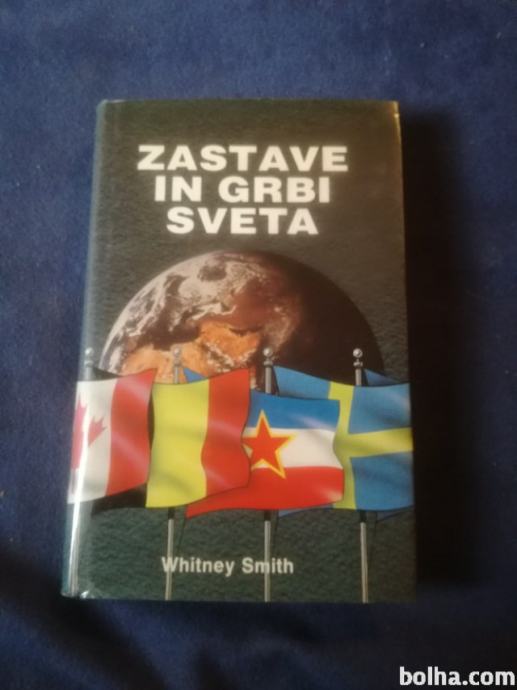 ZASTAVE
IN GRBI
SVETA
Whitney Smith
bolha.com